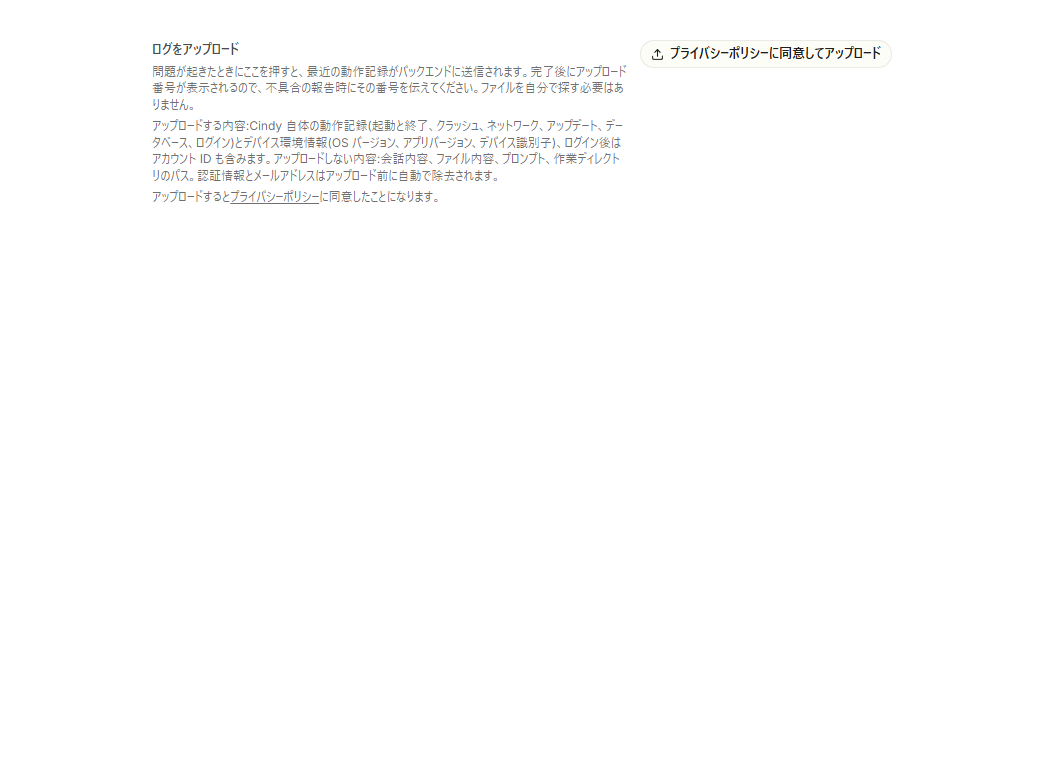 ログをアップロード
プライバシーポリシーに同意してアップロード
問題が起きたときにここを押すと、最近の動作記録がバックエンドに送信されます。完了後にアップロード
番号が表示されるので、不具合の報告時にその番号を伝えてください。ファイルを自分で探す必要はあ
りません。
アップロードする内容:Cindy 自体の動作記録(起動と終了、クラッシュ、ネットワーク、アップデート、デー
タベース、ログイン)とデバイス環境情報(OS バージョン、アプリバージョン、デバイス識別子)、ログイン後は
アカウント ID も含みます。アップロードしない内容:会話内容、ファイル内容、プロンプト、作業ディレクト
リのパス。認証情報とメールアドレスはアップロード前に自動で除去されます。
アップロードするとプライバシーポリシーに同意したことになります。